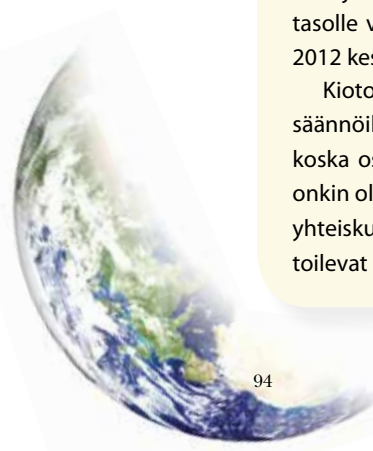 tasolle v
2012 kes
Kioto
säännöil
koska os
onkin ol
yhteisku
toilevat
94